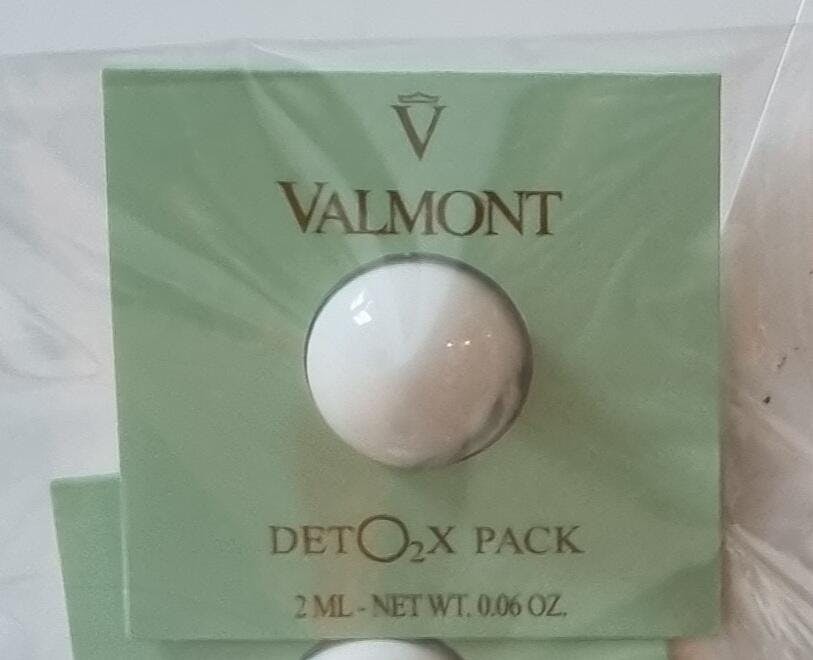 V
VALMONT
DETO₂X PACK
2 ML - NET WT. 0.06 OZ.